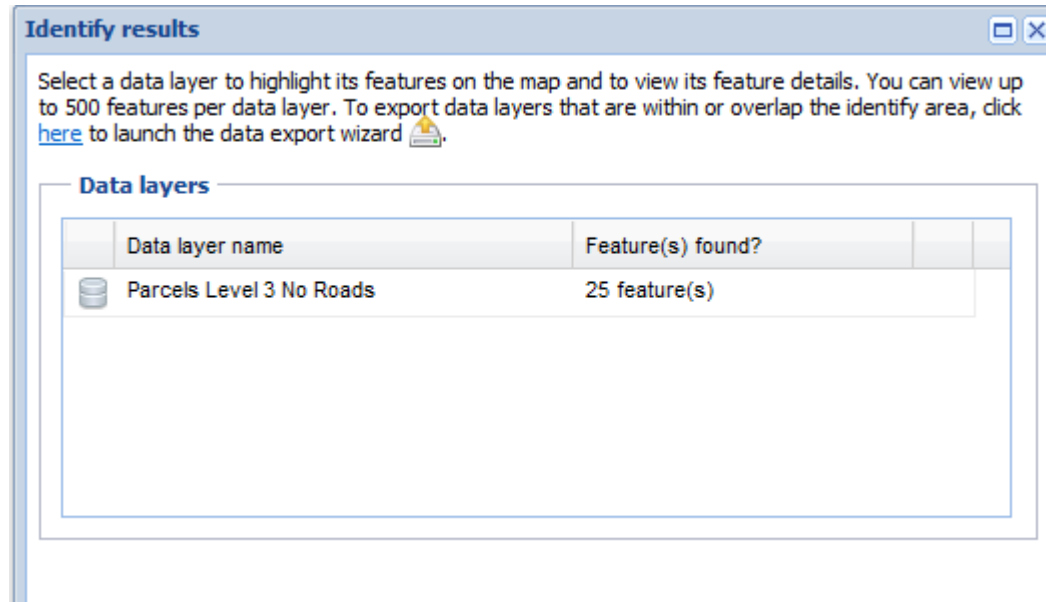 Identify results
Select a data layer to highlight its features on the map and to view its feature details. You can view up
to 500 features per data layer. To export data layers that are within or overlap the identify area, click
here to launch the data export wizard .
Data layers
Data layer name Feature(s) found?
Parcels Level 3 No Roads 25 feature(s)